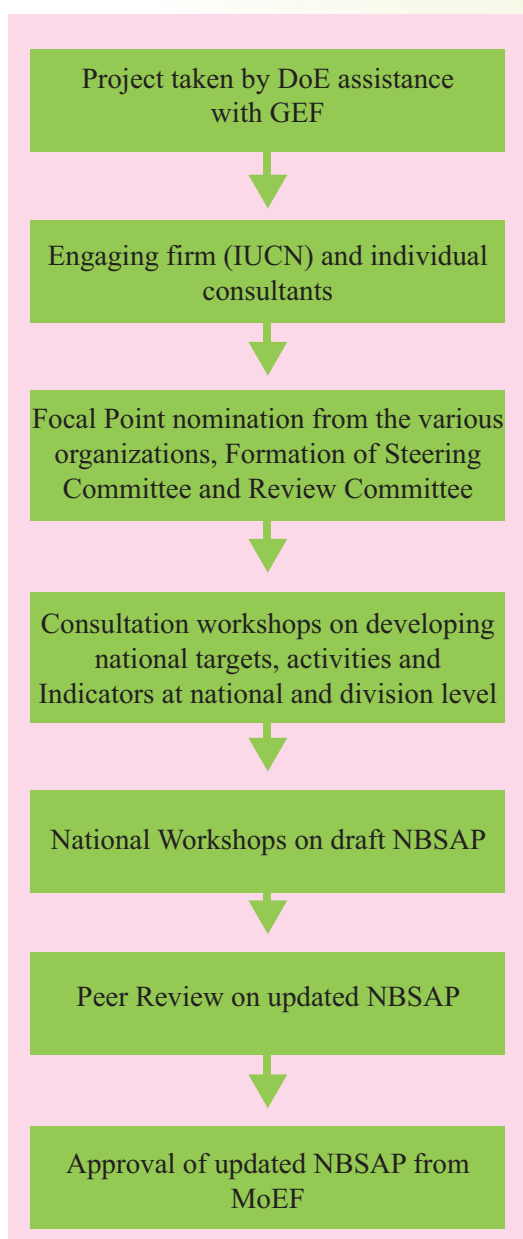 Project taken by DoE assistance
with GEF
Engaging firm (IUCN) and individual
consultants
Focal Point nomination from the various
organizations, Formation of Steering
Committee and Review Committee
Consultation workshops on developing
national targets, activities and
Indicators at national and division level
National Workshops on draft NBSAP
Peer Review on updated NBSAP
Approval of updated NBSAP from
MoEF